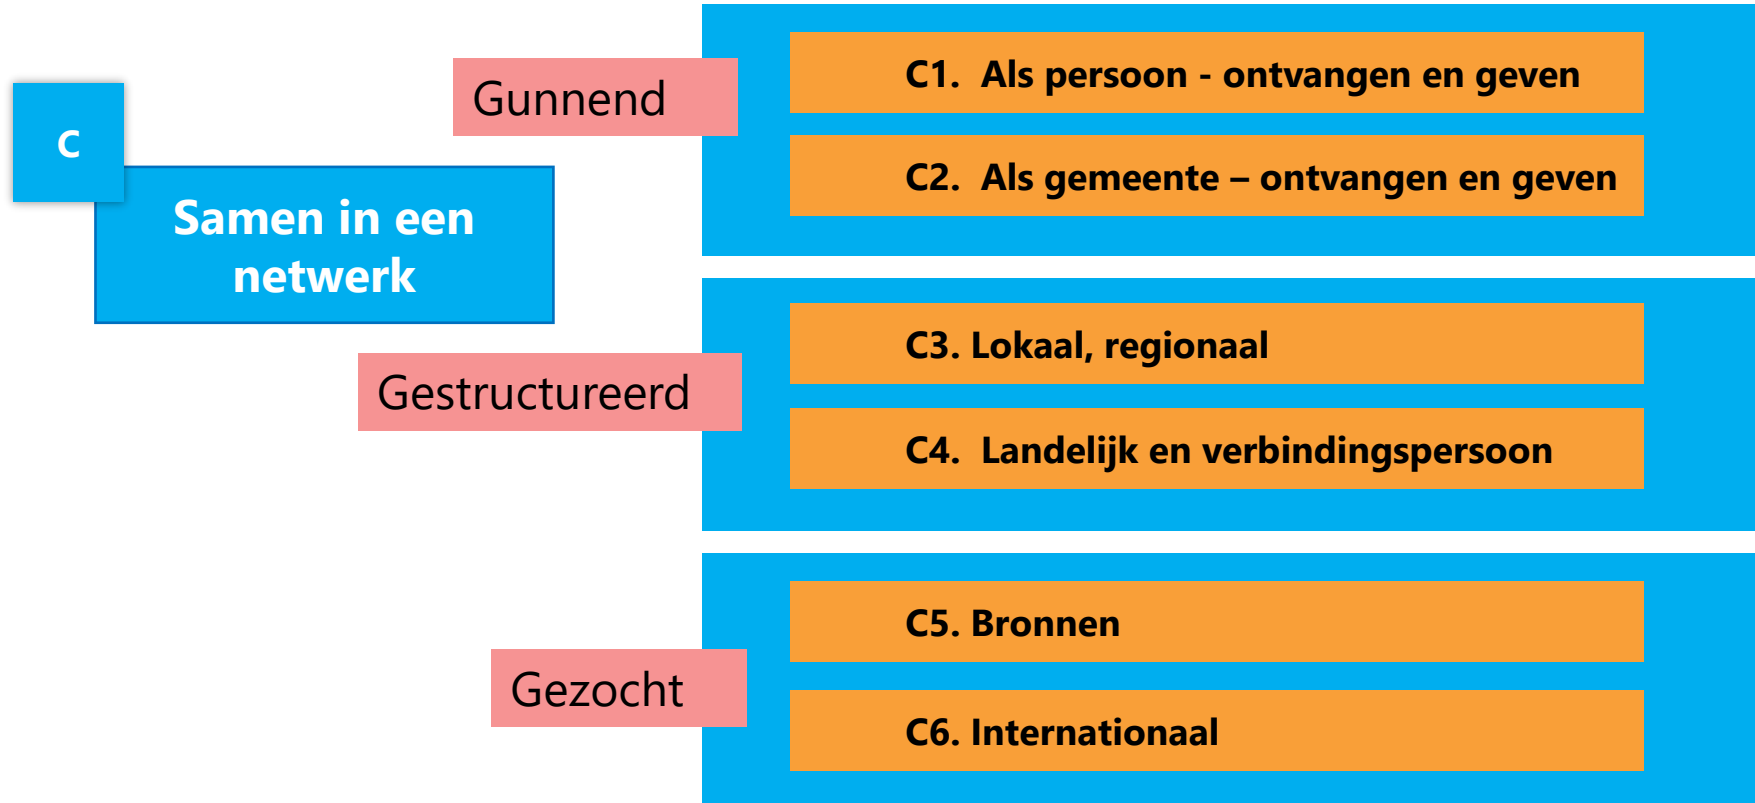 C
Samen in een
netwerk
Gunnend
C1.  Als persoon - ontvangen en geven
C2.  Als gemeente – ontvangen en geven
Gestructureerd
C3. Lokaal, regionaal
C4.  Landelijk en verbindingspersoon
Gezocht
C5. Bronnen
C6. Internationaal